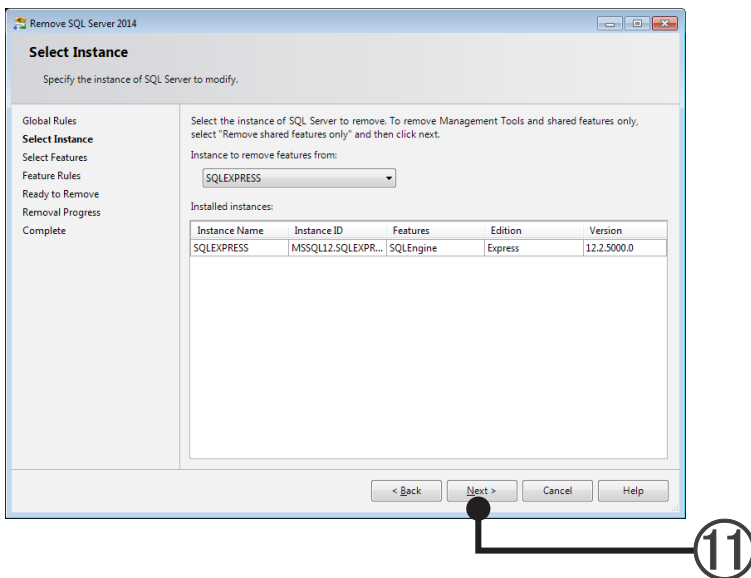 Remove SQL Server 2014
Select Instance
Specify the instance of SQL Server to modify.
Global Rules
Select Instance
Select Features
Feature Rules
Ready to Remove
Removal Progress
Complete
Select the instance of SQL Server to remove. To remove Management Tools and shared features only,
select "Remove shared features only" and then click next.
Instance to remove features from:
SQLEXPRESS
Installed instances:
Instance Name Instance ID Features Edition Version
SQLEXPRESS MSSQL12.SQLEXPR... SQLEngine Express 12.2.5000.0
< Back Next > Cancel Help
⑪